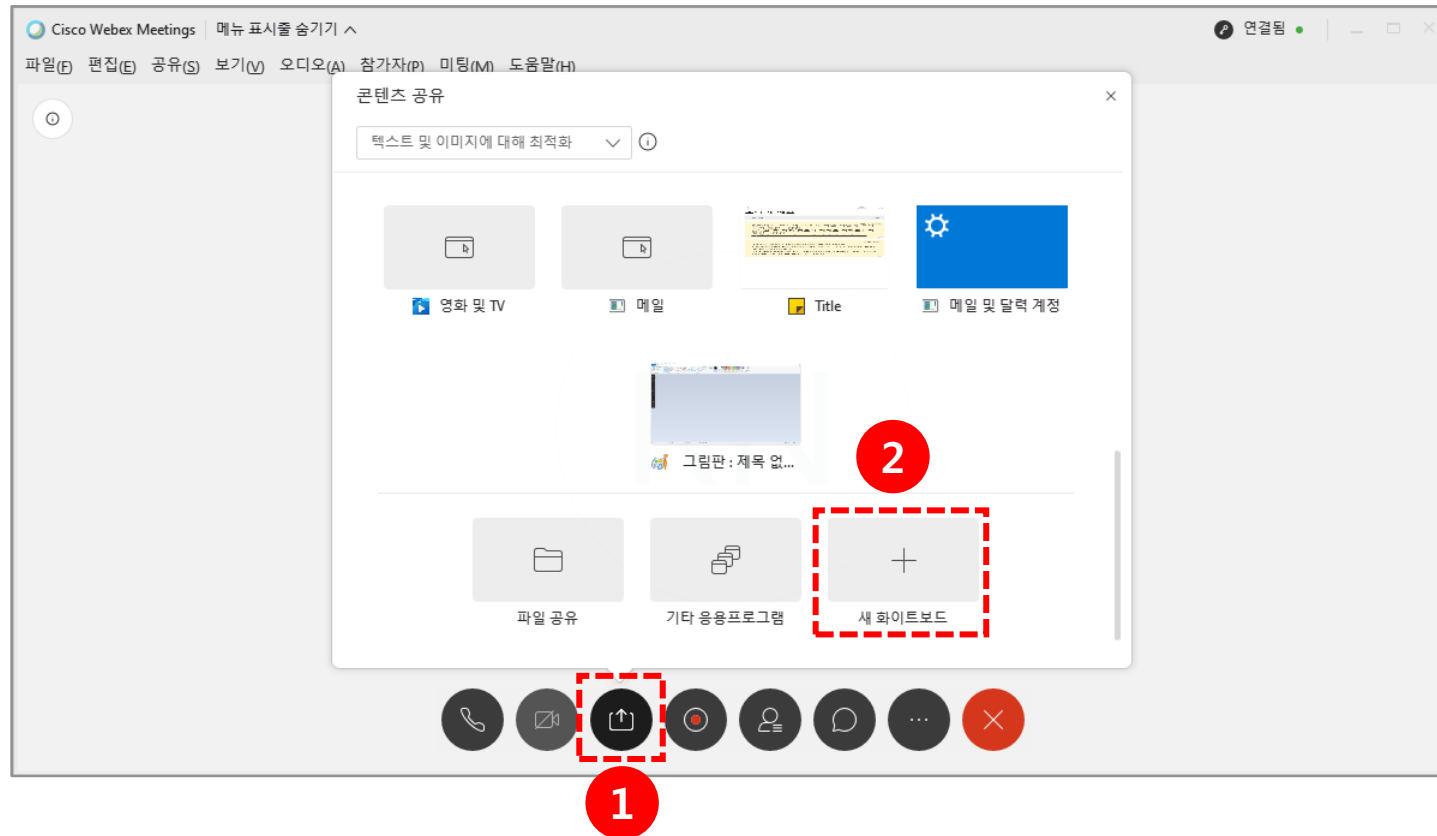 Cisco Webex Meetings 메뉴 표시줄 숨기기 연결됨
파일(F) 편집(E) 공유(S) 보기(V) 오디오(A) 참가자(P) 미팅(M) 도움말(H)
콘텐츠 공유
텍스트 및 이미지에 대해 최적화
영화 및 TV 메일 Title 메일 및 달력 계정
그림판 : 제목 없...
2
파일 공유 기타 응용프로그램 새 화이트보드
1